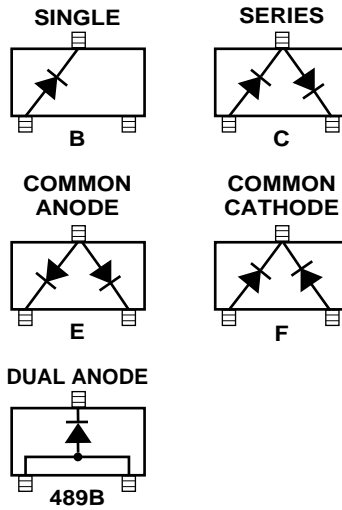 SINGLE
B
SERIES
C
COMMON
ANODE
E
COMMON
CATHODE
F
DUAL ANODE
489B